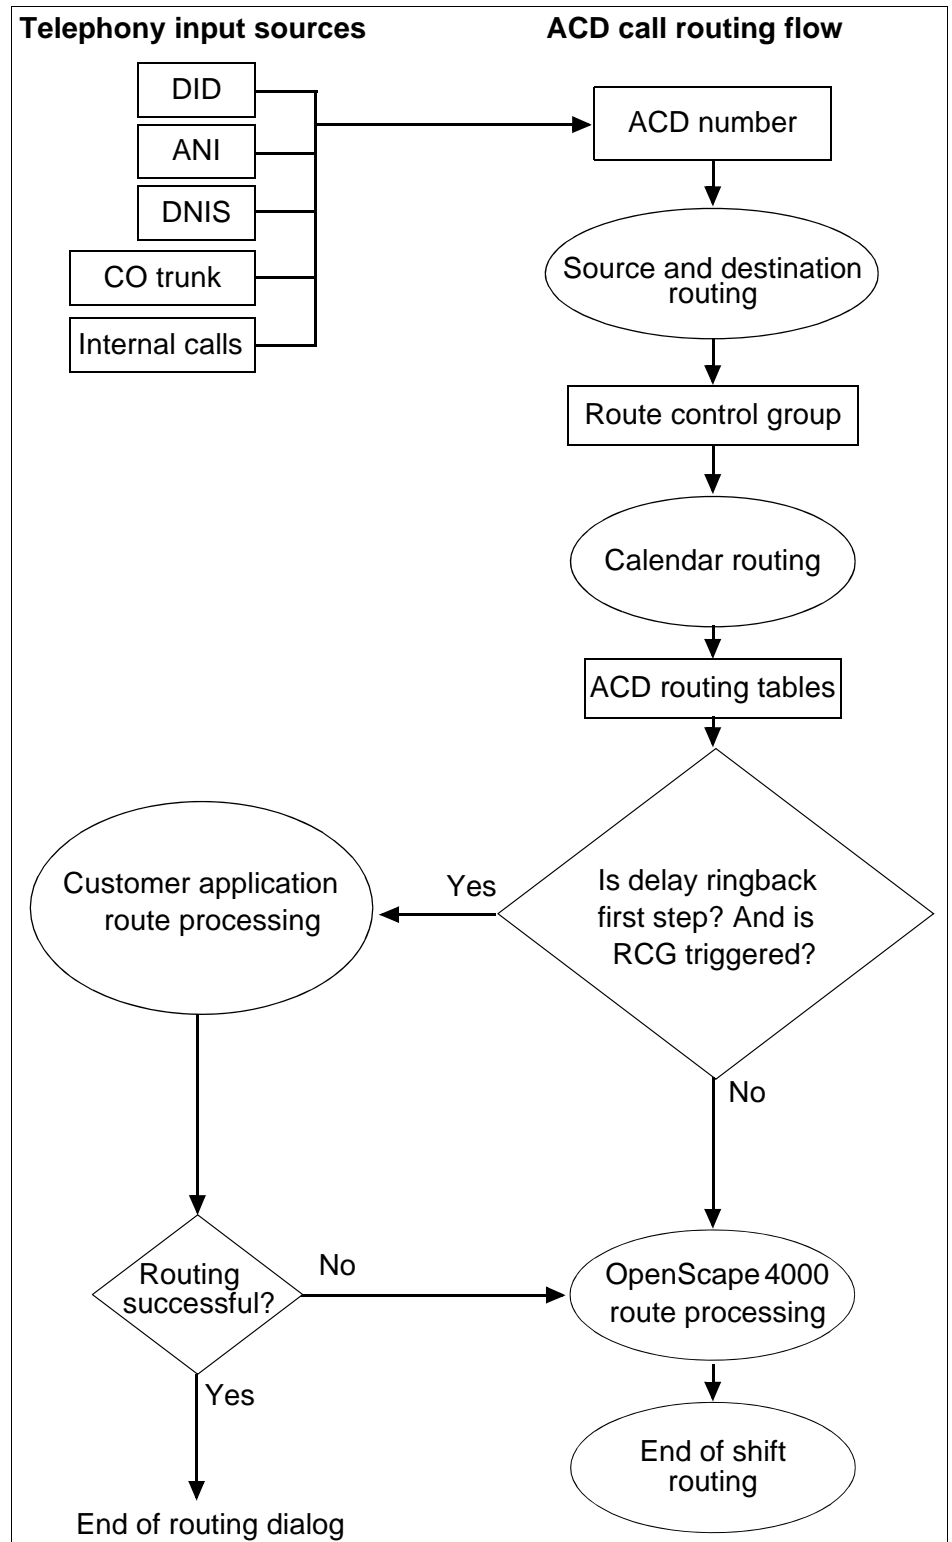 Telephony input sources
ACD call routing flow
DID
ANI
DNIS
CO trunk
Internal calls
ACD number
Source and destination
routing
Route control group
Calendar routing
ACD routing tables
Is delay ringback
first step? And is
RCG triggered?
Yes
No
Customer application
route processing
Routing
successful?
No
Yes
OpenScape 4000
route processing
End of shift
routing
End of routing dialog